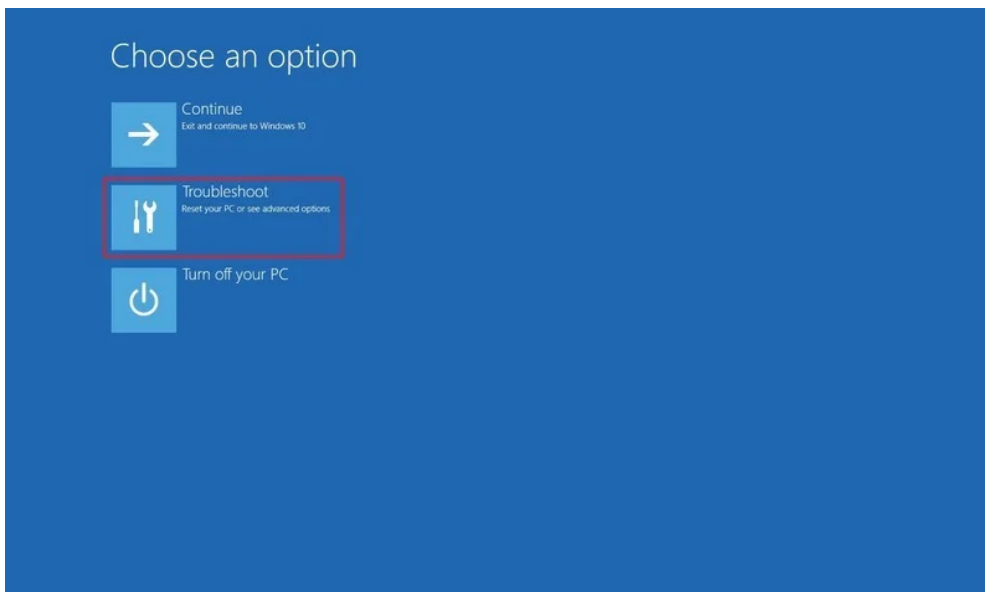 Choose an option
Continue
Exit and continue to Windows 10
Troubleshoot
Reset your PC or see advanced options
Turn off your PC